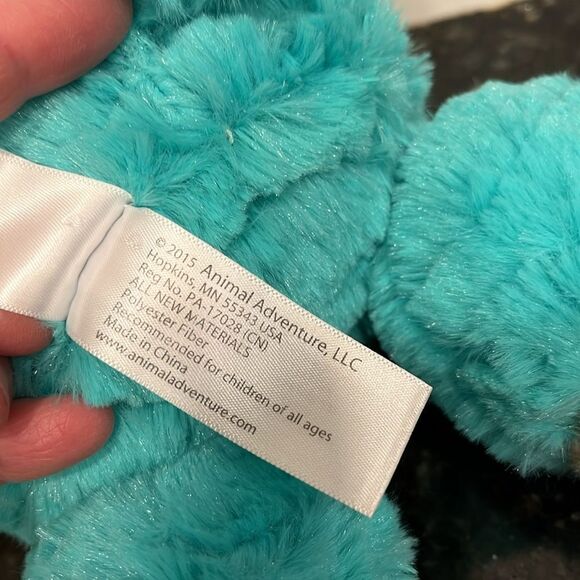 © 2015 Animal Adventure, LLC
Hopkins, MN 55343 USA
Reg No. PA-17028 (CN)
ALL NEW MATERIALS
Polyester Fiber
Recommended for children of all ages
Made in China
www.animaladventure.com